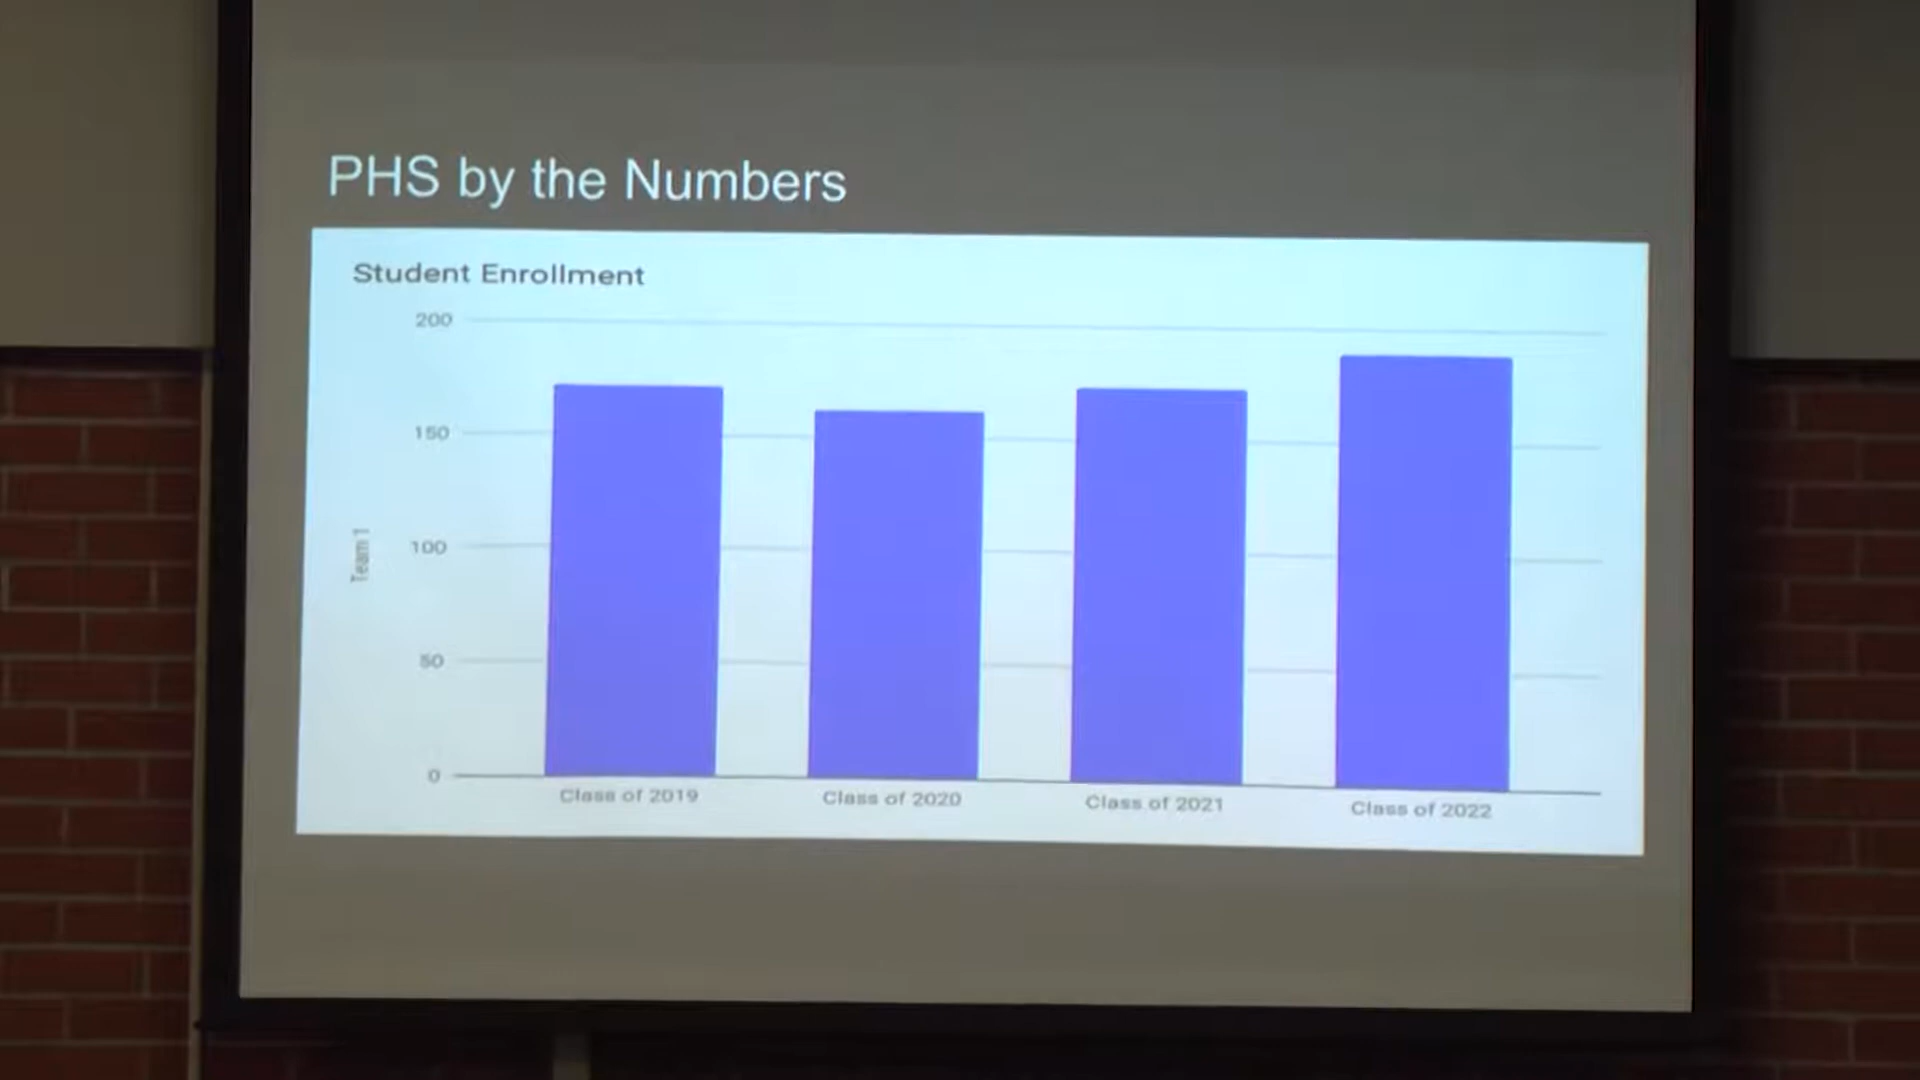 PHS by the Numbers
Student Enrollment
200
150
100
50
0
Team 1
Class of 2019
Class of 2020
Class of 2021
Class of 2022